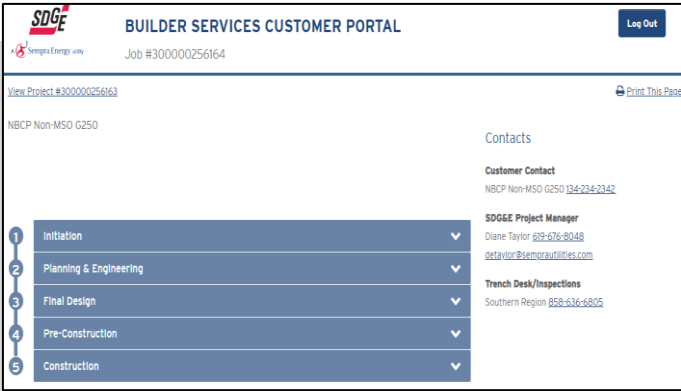 SDGE
A Sempra Energy utility
BUILDER SERVICES CUSTOMER PORTAL
Job #300000256164
Log Out
View Project #300000256163
Print This Page
NBCP Non-MSO G250
1 Initiation
2 Planning & Engineering
3 Final Design
4 Pre-Construction
5 Construction
Contacts
Customer Contact
NBCP Non-MSO G250 134-234-2342
SDG&E Project Manager
Diane Taylor 619-676-8048
detaylor@semprautilities.com
Trench Desk/Inspections
Southern Region 858-636-6805